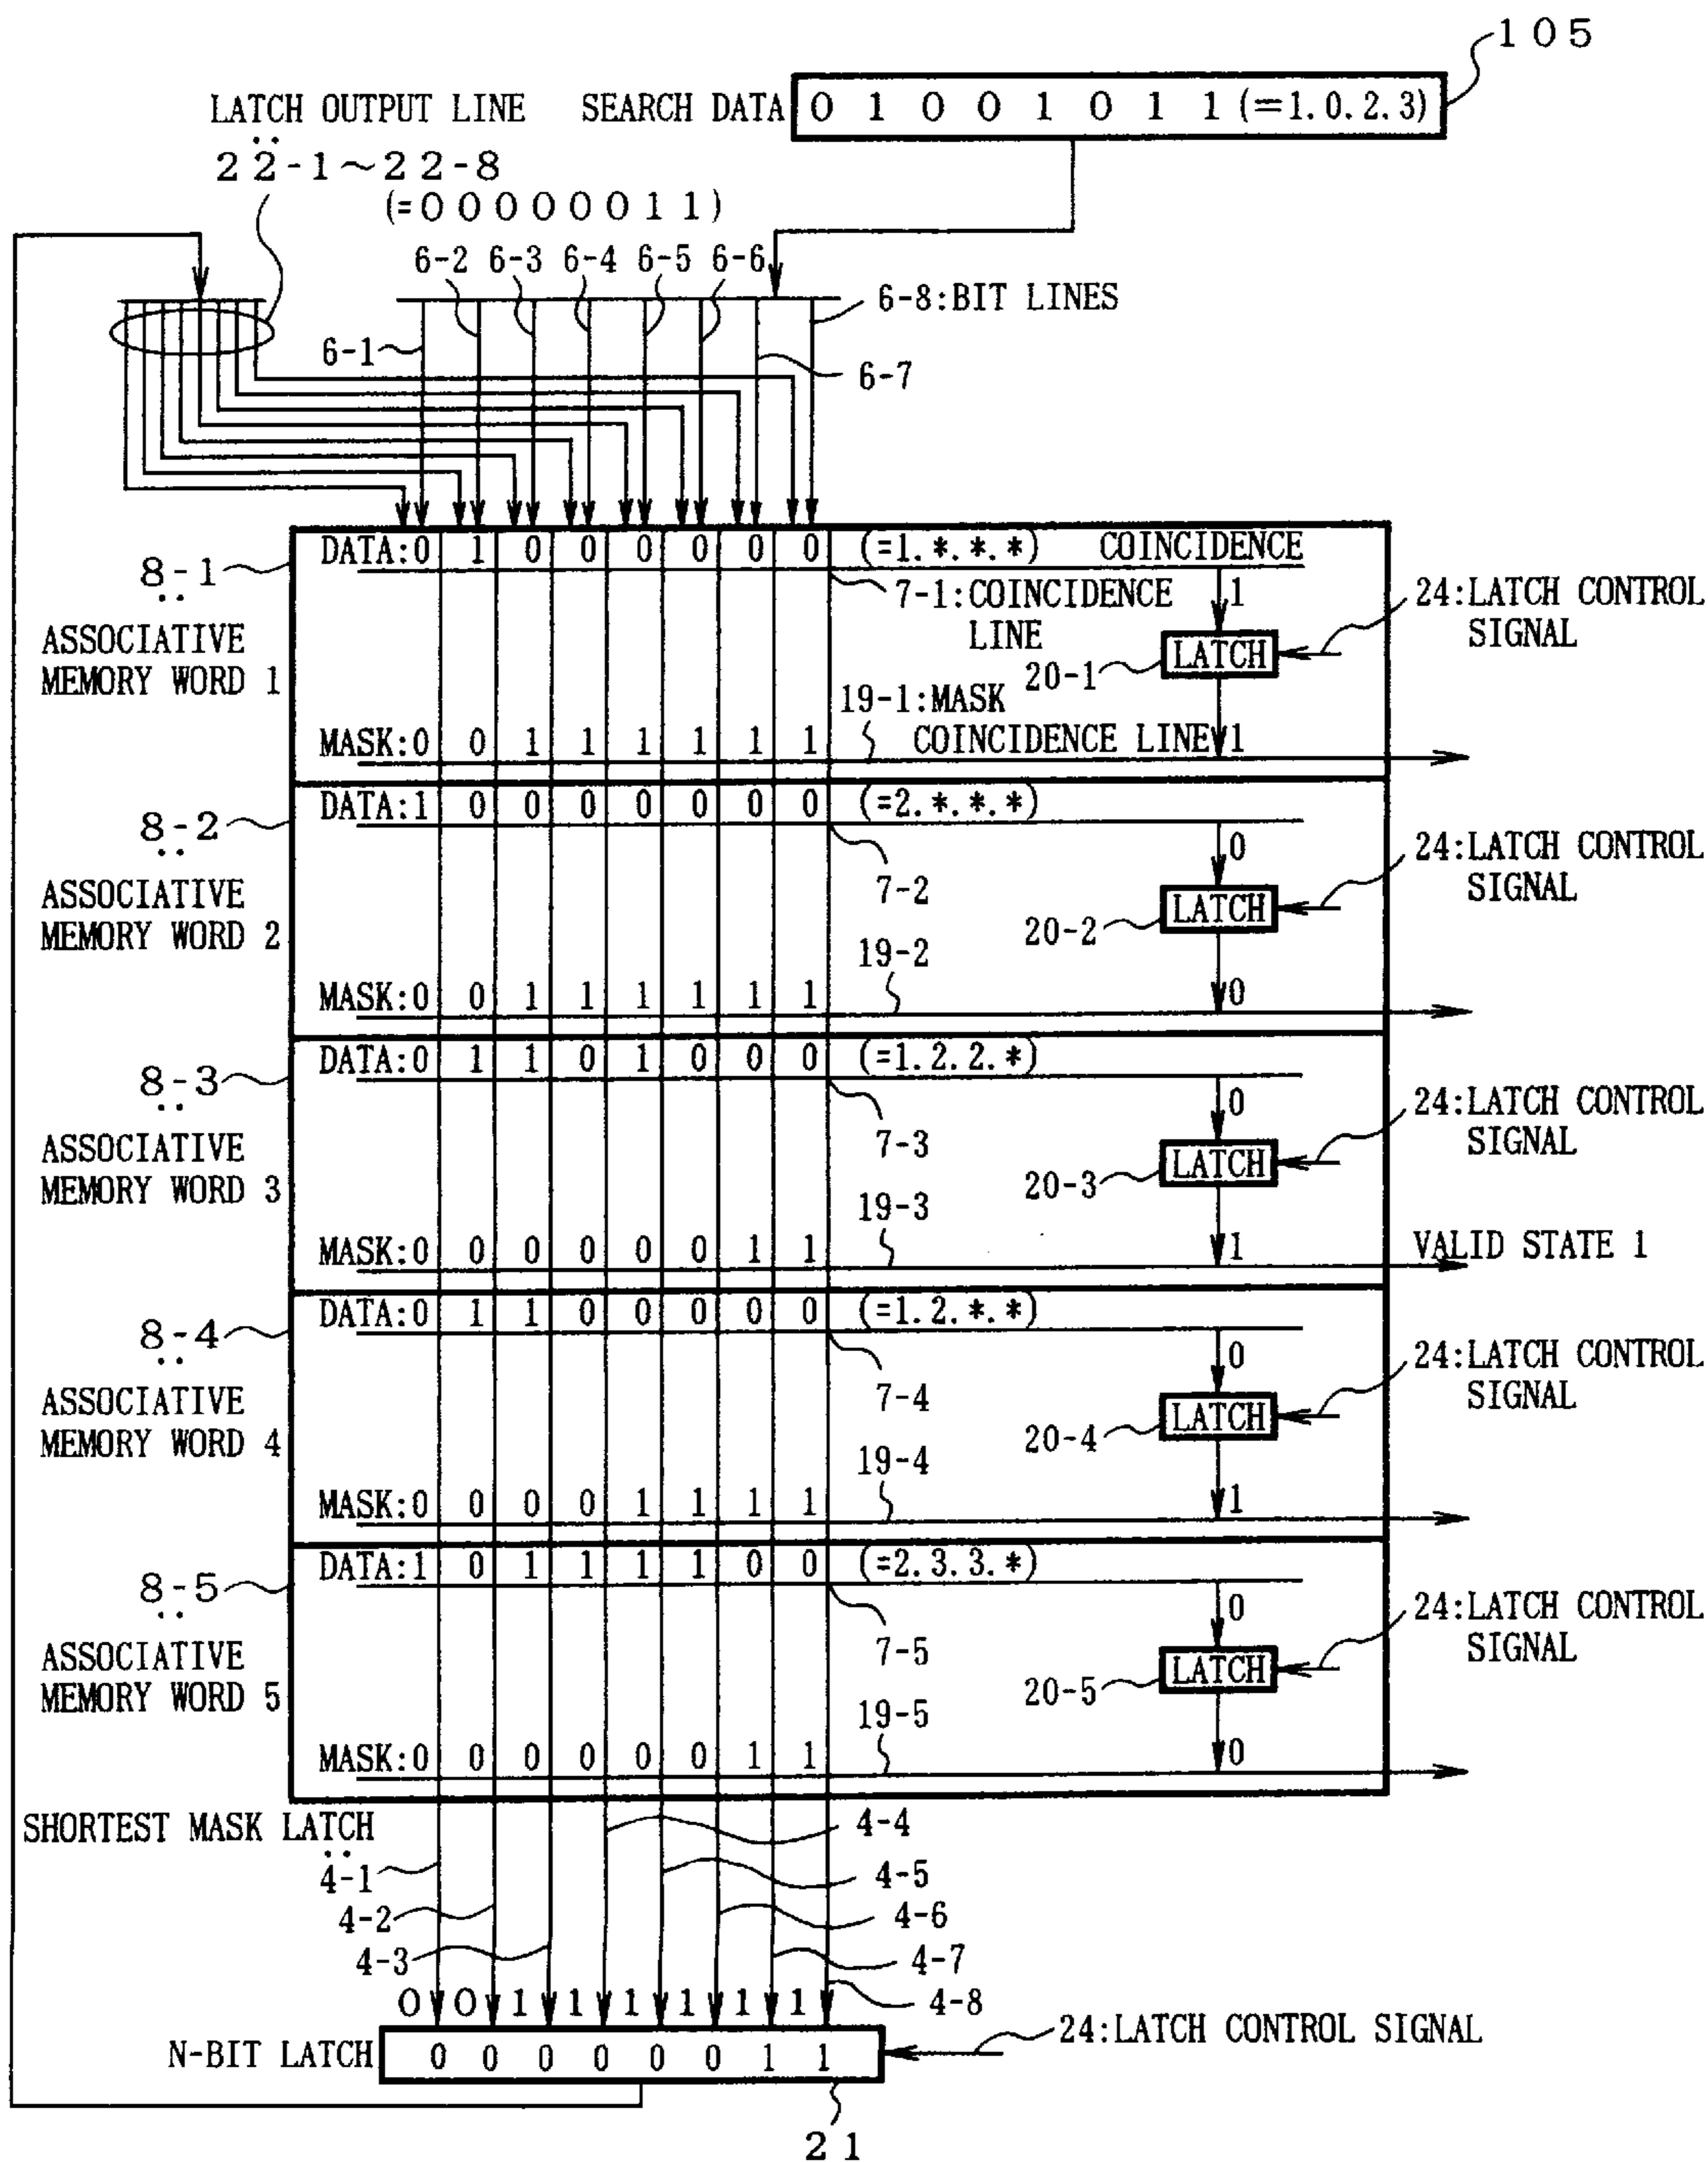 105
SEARCH DATA 0 1 0 0 1 0 1 1 (=1.0.2.3)
LATCH OUTPUT LINE
22-1~22-8
(=0 0 0 0 0 0 1 1)
6-2 6-3 6-4 6-5 6-6
6-8:BIT LINES
6-1
6-7
8-1
ASSOCIATIVE
MEMORY WORD 1
DATA:0 1 0 0 0 0 0 0 (=1.*.*.*) COINCIDENCE
7-1:COINCIDENCE
LINE
1
24:LATCH CONTROL
SIGNAL
LATCH
20-1
19-1:MASK
COINCIDENCE LINE
1
MASK:0 0 1 1 1 1 1 1
8-2
ASSOCIATIVE
MEMORY WORD 2
DATA:1 0 0 0 0 0 0 0 (=2.*.*.*)
0
24:LATCH CONTROL
SIGNAL
7-2
LATCH
20-2
19-2
MASK:0 0 1 1 1 1 1 1
0
8-3
ASSOCIATIVE
MEMORY WORD 3
DATA:0 1 1 0 1 0 0 0 (=1.2.2.*)
0
24:LATCH CONTROL
SIGNAL
7-3
LATCH
20-3
19-3
MASK:0 0 0 0 0 0 1 1
1
VALID STATE 1
8-4
ASSOCIATIVE
MEMORY WORD 4
DATA:0 1 1 0 0 0 0 0 (=1.2.*.*)
0
24:LATCH CONTROL
SIGNAL
7-4
LATCH
20-4
19-4
MASK:0 0 0 0 1 1 1 1
1
8-5
ASSOCIATIVE
MEMORY WORD 5
DATA:1 0 1 1 1 1 0 0 (=2.3.3.*)
0
24:LATCH CONTROL
SIGNAL
7-5
LATCH
20-5
19-5
MASK:0 0 0 0 0 0 1 1
0
SHORTEST MASK LATCH
4-1
4-2
4-3
4-4
4-5
4-6
4-7
4-8
0 0 1 1 1 1 1 1
N-BIT LATCH 0 0 0 0 0 0 1 1
24:LATCH CONTROL SIGNAL
21